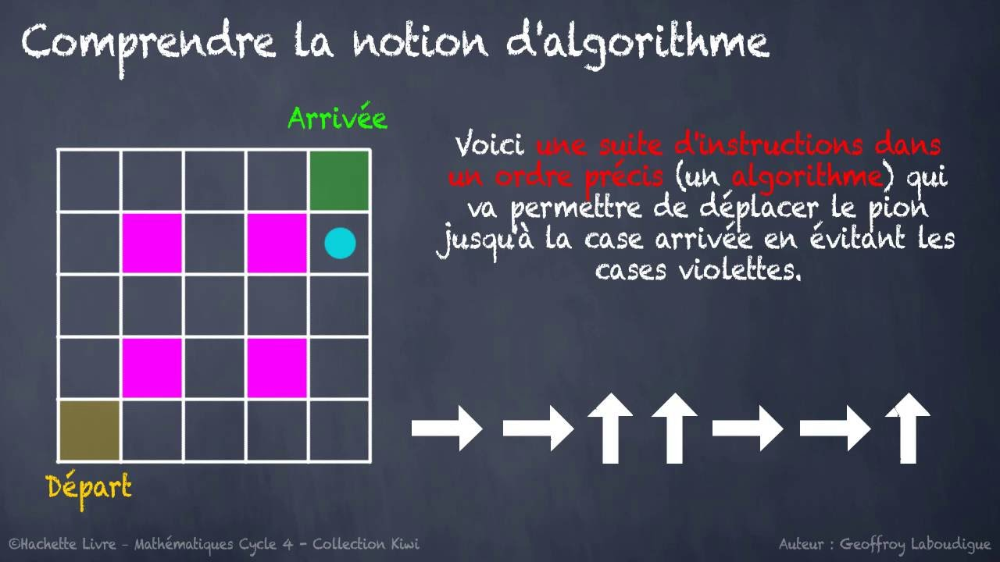 Comprendre la notion d'algorithme
Arrivée
Voici une suite d'instructions dans
un ordre précis (un algorithme) qui
va permettre de déplacer le pion
jusqu'à la case arrivée en évitant les
cases violettes.
Départ
©Hachette Livre - Mathématiques Cycle 4 - Collection Kiwi
Auteur : Geoffroy Laboudigue